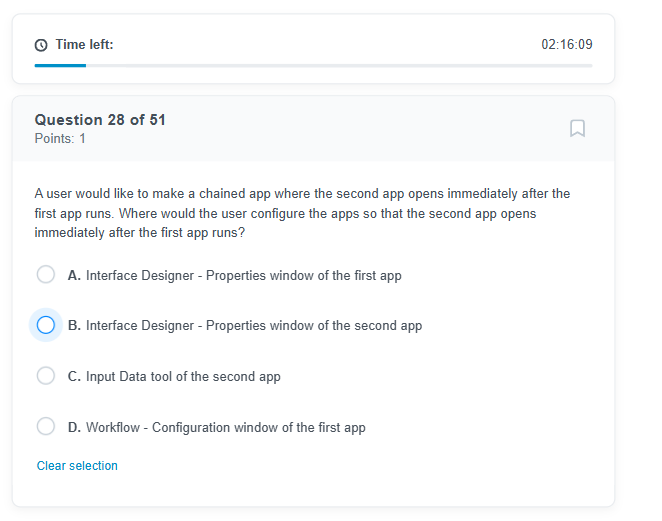 Time left:
02:16:09
Question 28 of 51
Points: 1
A user would like to make a chained app where the second app opens immediately after the
first app runs. Where would the user configure the apps so that the second app opens
immediately after the first app runs?
A. Interface Designer - Properties window of the first app
B. Interface Designer - Properties window of the second app
C. Input Data tool of the second app
D. Workflow - Configuration window of the first app
Clear selection